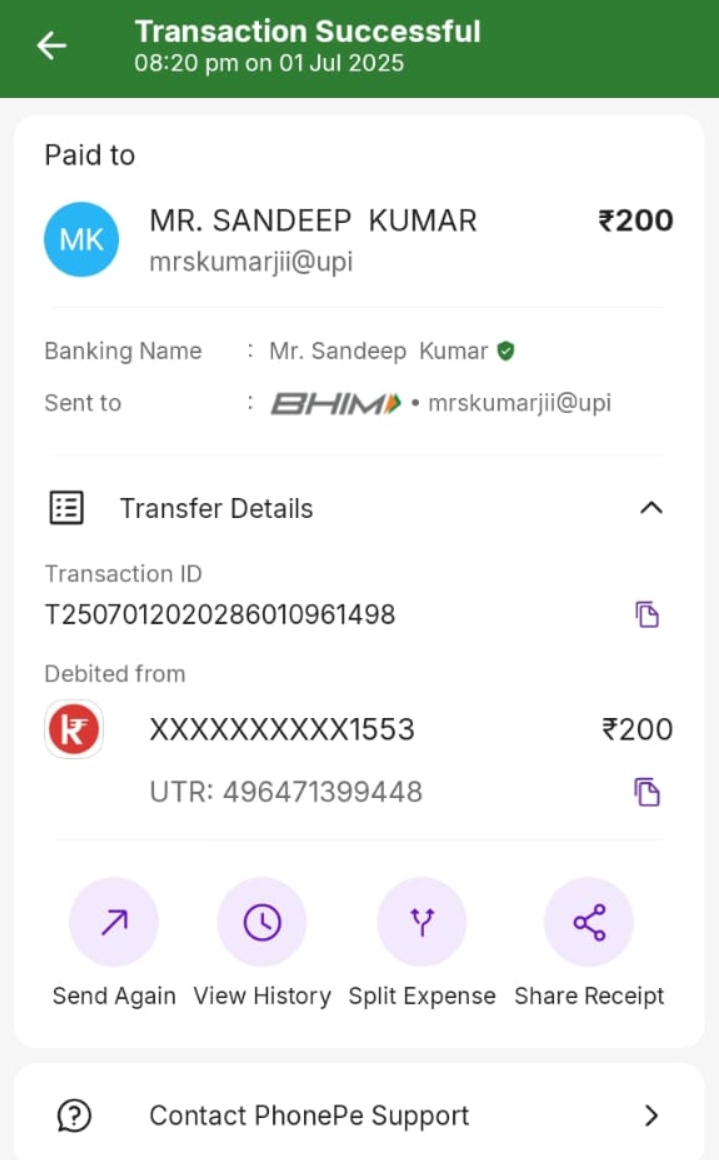 Transaction Successful
08:20 pm on 01 Jul 2025
Paid to
MK
MR. SANDEEP  KUMAR
₹200
mrskumarjii@upi
Banking Name : Mr. Sandeep  Kumar
Sent to : BHIM • mrskumarjii@upi
Transfer Details
Transaction ID
T2507012020286010961498
Debited from
k₹
XXXXXXXXXX1553
₹200
UTR: 496471399448
Send Again View History Split Expense Share Receipt
Contact PhonePe Support